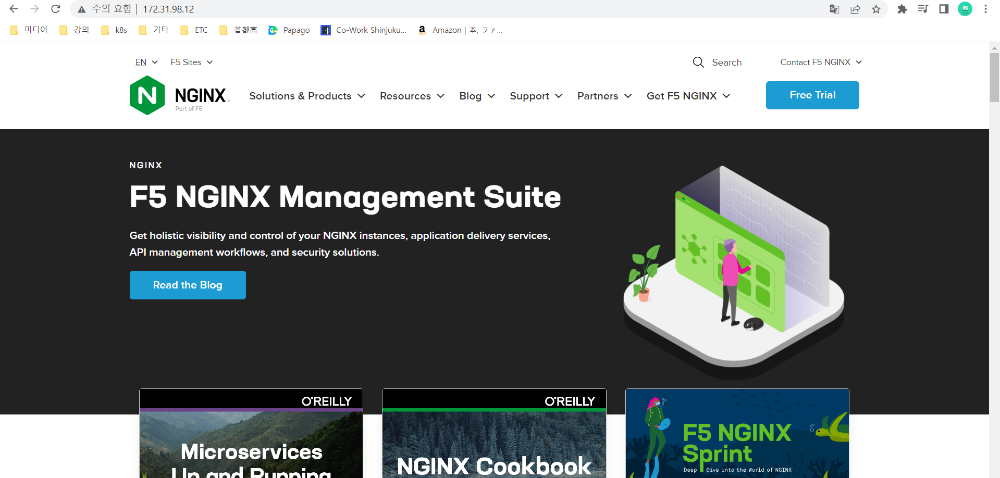 주의 요함 | 172.31.98.12
미디어 강의 k8s 기타 ETC 首都高 Papago Co-Work Shinjuku... Amazon | 本, ファ...
EN F5 Sites Search Contact F5 NGINX
N NGINX
Part of F5
Solutions & Products Resources Blog Support Partners Get F5 NGINX Free Trial
NGINX
F5 NGINX Management Suite
Get holistic visibility and control of your NGINX instances, application delivery services,
API management workflows, and security solutions.
Read the Blog
O'REILLY
Microservices
Up and Running
O'REILLY
NGINX Cookbook
F5 NGINX
Sprint
Deep Dive into the World of NGINX